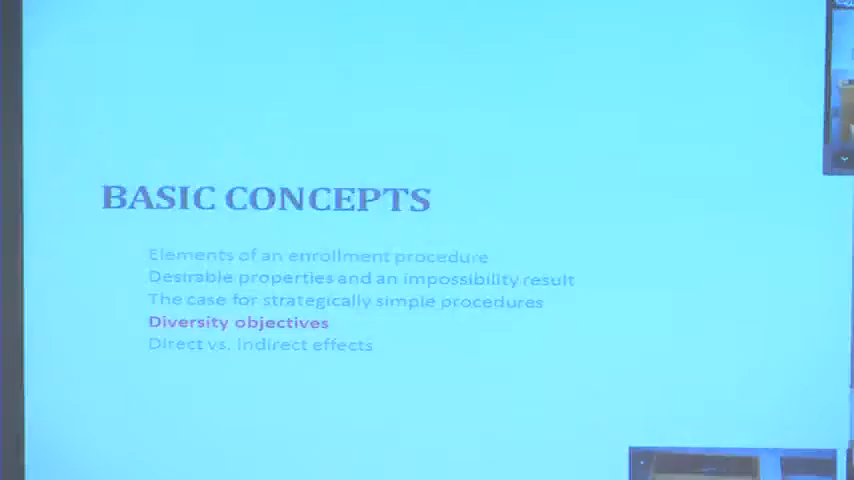 BASIC CONCEPTS
Elements of an enrollment procedure
Desirable properties and an impossibility result
The case for strategically simple procedures
Diversity objectives
Direct vs. indirect effects